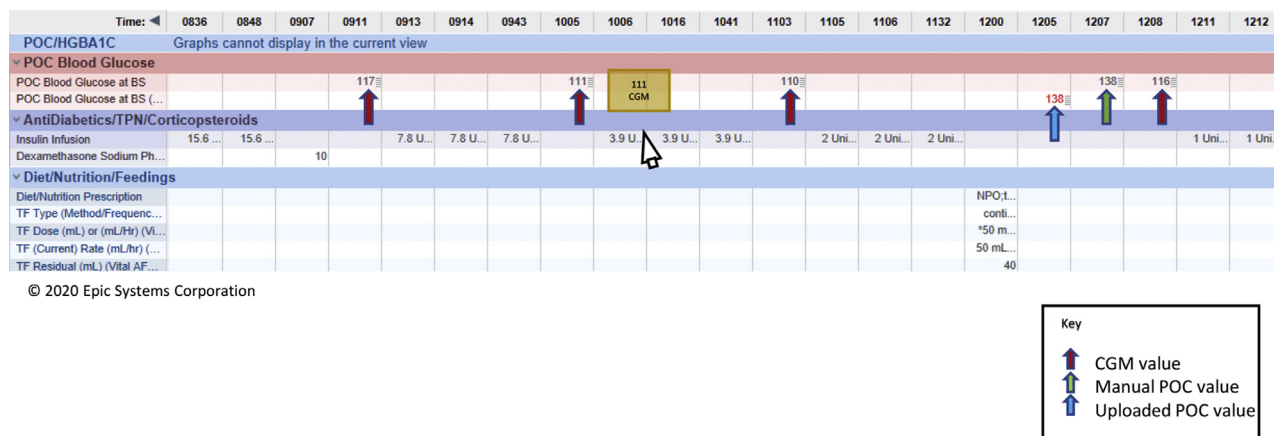 Time: 0836 0848 0907 0911 0913 0914 0943 1005 1006 1016 1041 1103 1105 1106 1132 1200 1205 1207 1208 1211 1212
POC/HGBA1C Graphs cannot display in the current view
POC Blood Glucose
POC Blood Glucose at BS 117 111 111 110 138 116
CGM
POC Blood Glucose at BS (... 138
AntiDiabetics/TPN/Corticopsteroids
Insulin Infusion 15.6 ... 15.6 ... 7.8 U... 7.8 U... 7.8 U... 3.9 U... 3.9 U... 3.9 U... 2 Uni... 2 Uni... 2 Uni... 1 Uni... 1 Uni.
Dexamethasone Sodium Ph... 10
Diet/Nutrition/Feedings
Diet/Nutrition Prescription NPO;t...
TF Type (Method/Frequenc... conti...
TF Dose (mL) or (mL/Hr) (Vi... *50 m...
TF (Current) Rate (mL/hr) (... 50 mL...
TF Residual (mL) (Vital AF... 40
© 2020 Epic Systems Corporation
Key
CGM value
Manual POC value
Uploaded POC value